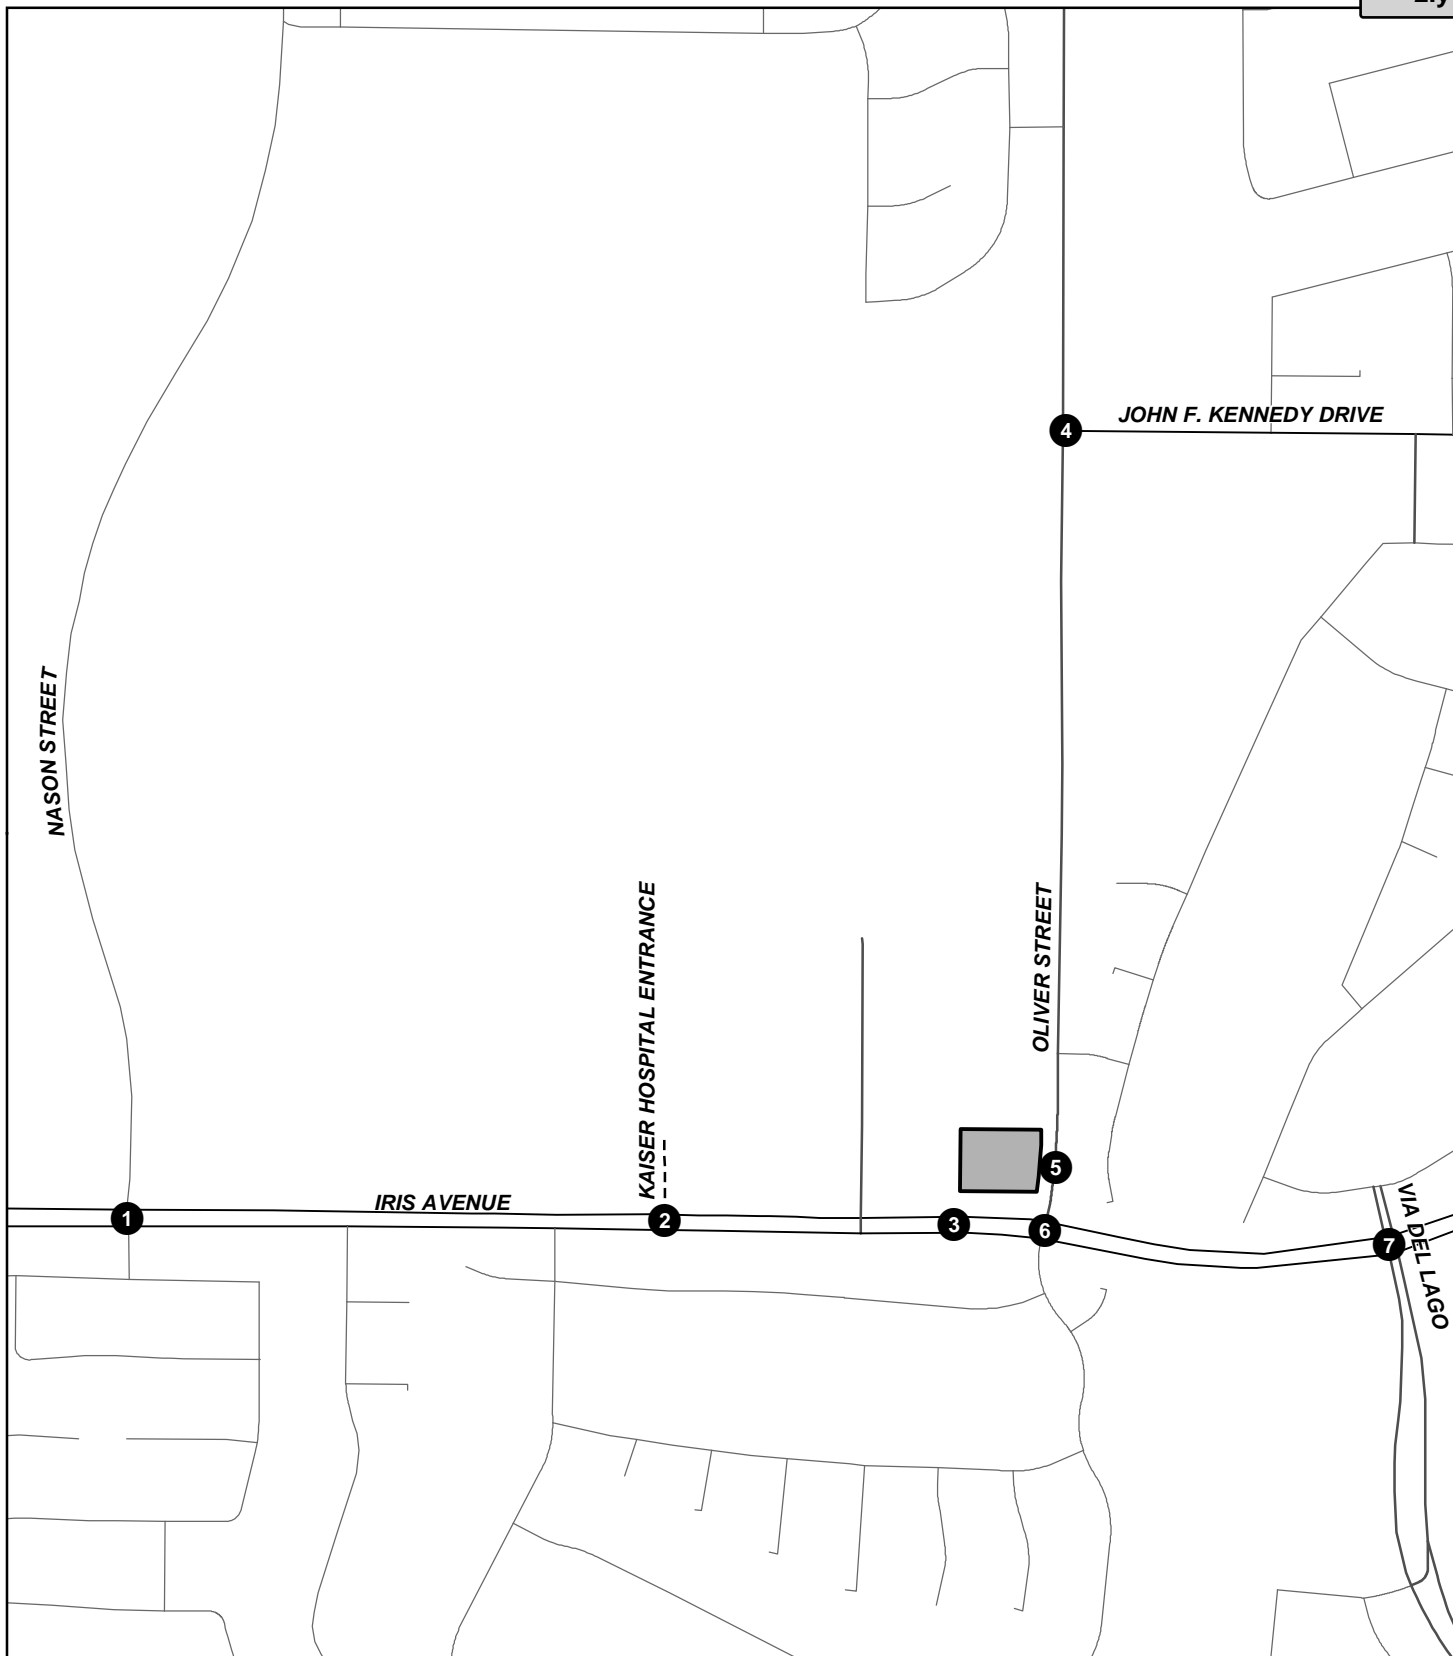 JOHN F. KENNEDY DRIVE
4
NASON STREET
KAISER HOSPITAL ENTRANCE
OLIVER STREET
5
IRIS AVENUE
1
2
3
6
7
VIA DEL LAGO